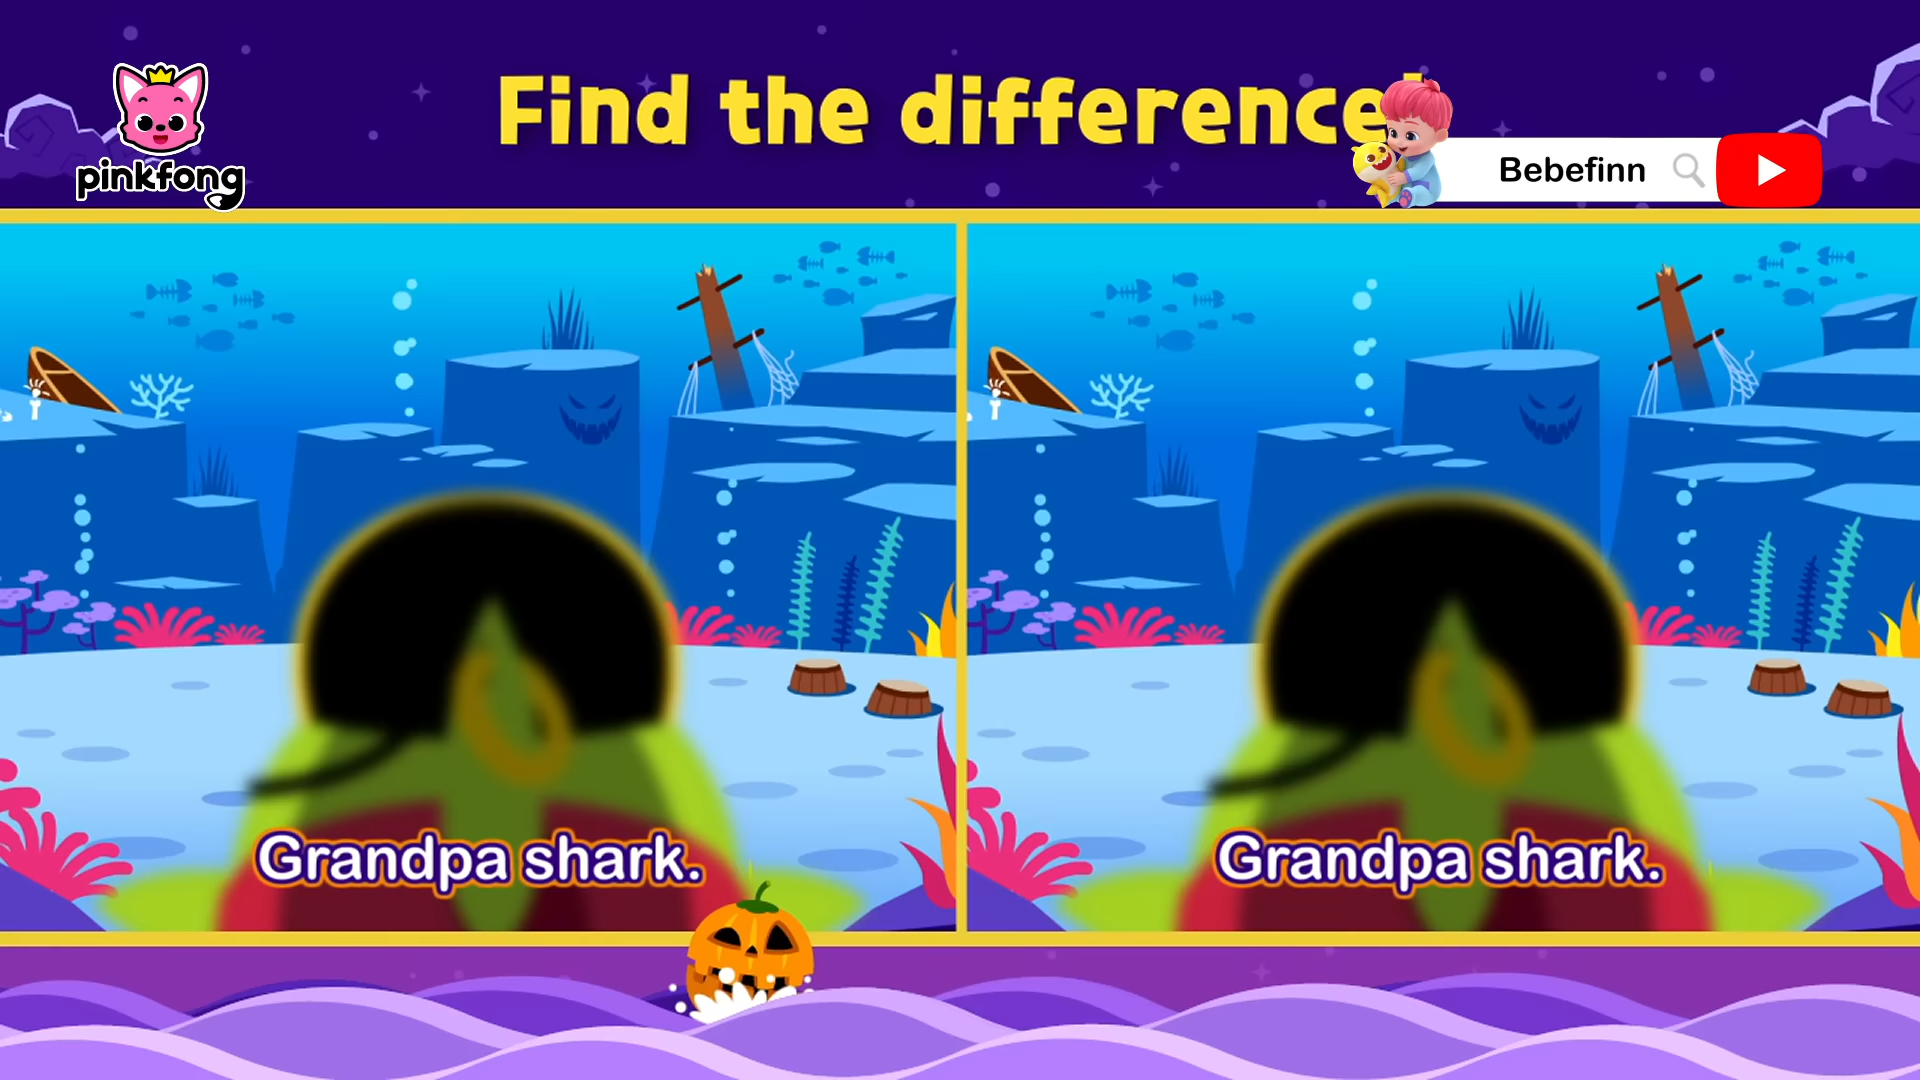 Find the difference!
pinkfong
Bebefinn
Grandpa shark.
Grandpa shark.